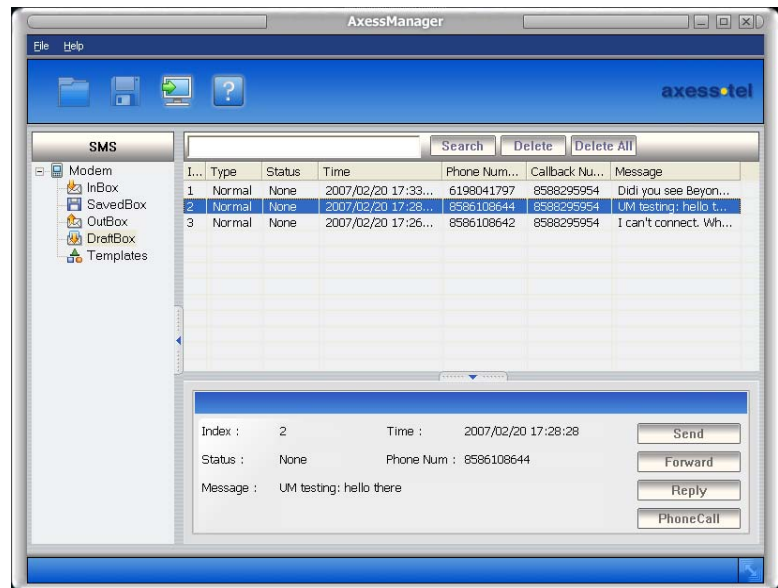 AxessManager
File Help
axesstel
SMS
Search Delete Delete All
Modem
InBox
SavedBox
OutBox
DraftBox
Templates
I... Type Status Time Phone Num... Callback Nu... Message
1 Normal None 2007/02/20 17:33... 6198041797 8588295954 Didi you see Beyon...
2 Normal None 2007/02/20 17:28... 8586108644 8588295954 UM testing: hello t...
3 Normal None 2007/02/20 17:26... 8586108642 8588295954 I can't connect. Wh...
Index : 2 Time : 2007/02/20 17:28:28
Status : None Phone Num : 8586108644
Message : UM testing: hello there
Send
Forward
Reply
PhoneCall